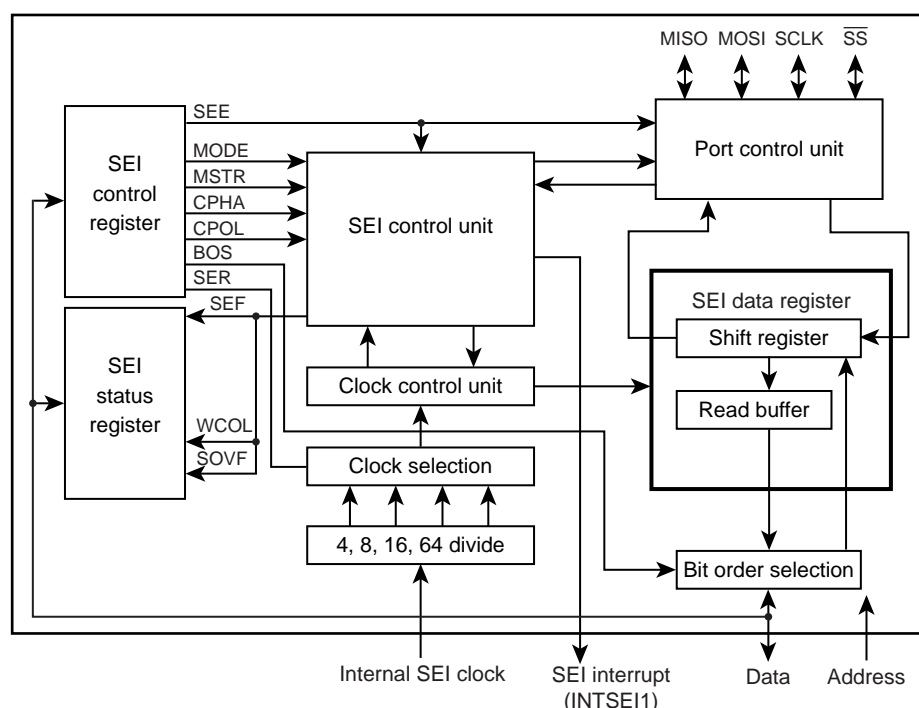 MISO MOSI SCLK SS
SEE
Port control unit
SEI
control
register
MODE
MSTR
CPHA
CPOL
BOS
SER
SEI control unit
SEI data register
Shift register
Read buffer
SEF
SEI
status
register
WCOL
SOVF
Clock control unit
Clock selection
4, 8, 16, 64 divide
Bit order selection
Internal SEI clock
SEI interrupt
(INTSEI1)
Data
Address